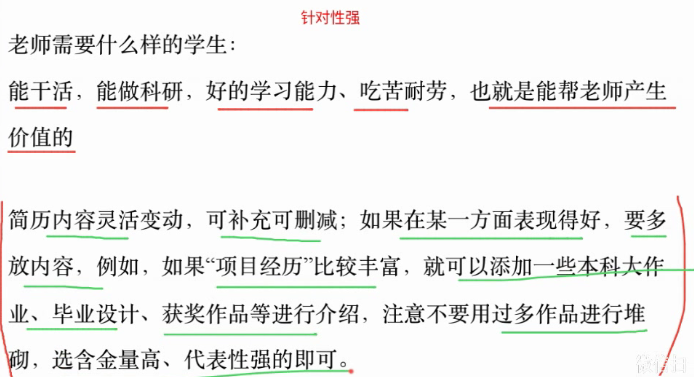 针对性强
老师需要什么样的学生：
能干活，能做科研，好的学习能力、吃苦耐劳，也就是能帮老师产生
价值的
简历内容灵活变动，可补充可删减；如果在某一方面表现得好，要多
放内容，例如，如果“项目经历”比较丰富，就可以添加一些本科大作
业、毕业设计、获奖作品等进行介绍，注意不要用过多作品进行堆
砌，选含金量高、代表性强的即可。